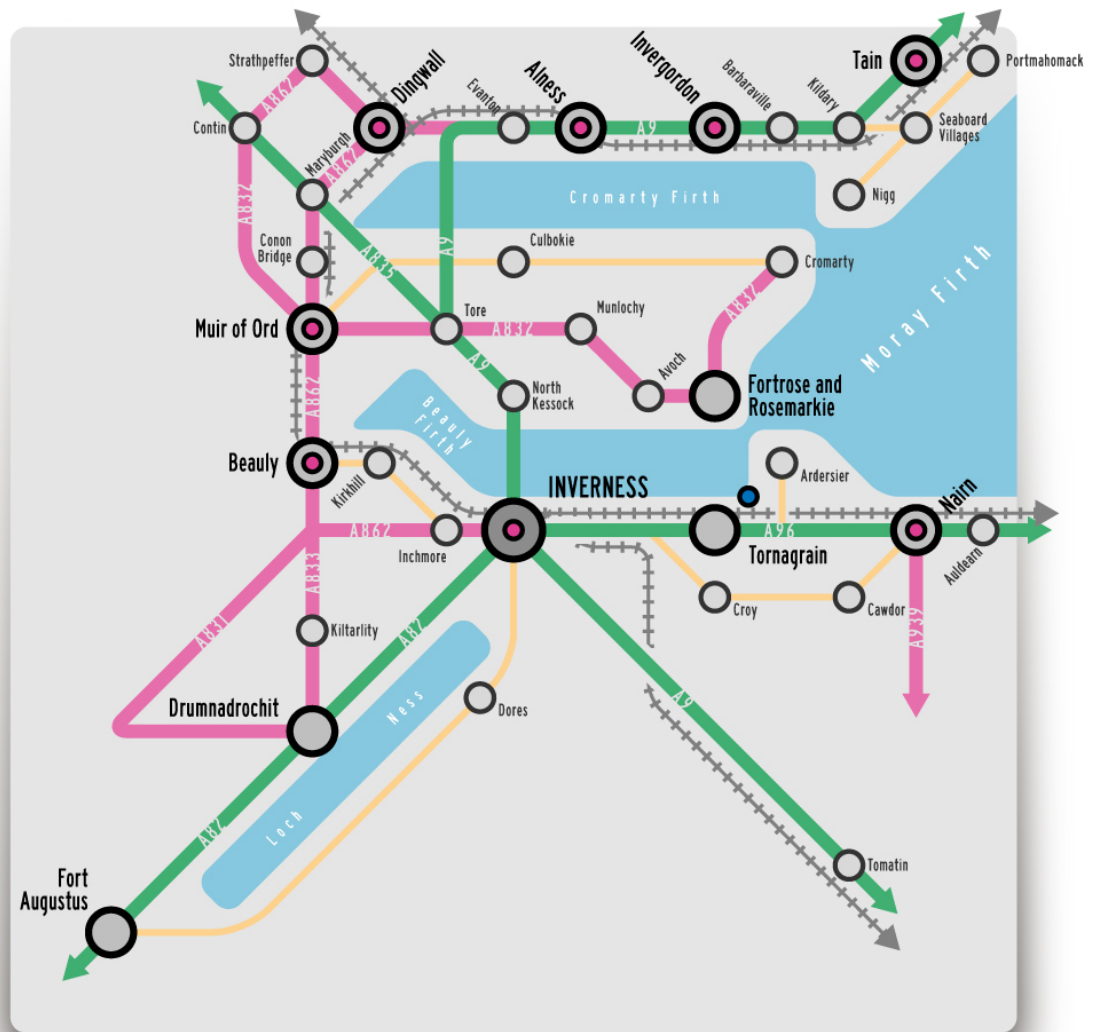 Strathpeffer
Dingwall
Alness
Invergordon
Tain
Portmahomack
A862
Evanton
Barbaraville
Kildary
Seaboard
Villages
Contin
A9
Maryburgh
A862
Nigg
A832
Cromarty Firth
Conon
Bridge
A835
A9
Culbokie
Cromarty
Moray Firth
A832
Muir of Ord
Tore
A832
Munlochy
A9
Avoch
Fortrose and
Rosemarkie
A862
North
Kessock
Beauly
Firth
Beauly
Kirkhill
INVERNESS
Ardersier
Nairn
A862
Inchmore
A96
Tornagrain
Auldearn
A833
Croy
Cawdor
A939
A831
Kiltarlity
A82
Drumnadrochit
Ness
Dores
A9
Loch
A82
Fort
Augustus
Tomatin